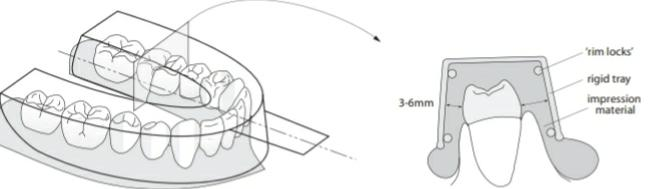 'rim locks'
rigid tray
3-6mm
impression
material